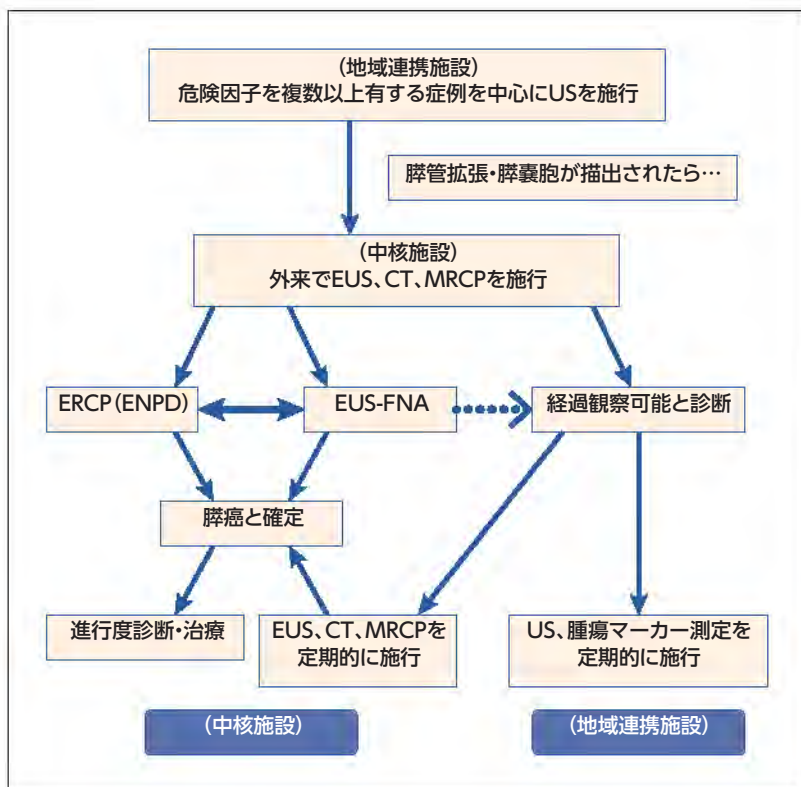 (地域連携施設)
危険因子を複数以上有する症例を中心にUSを施行
膵管拡張・膵嚢胞が描出されたら…
(中核施設)
外来でEUS、CT、MRCPを施行
ERCP(ENPD)
EUS-FNA
経過観察可能と診断
膵癌と確定
進行度診断・治療
EUS、CT、MRCPを
定期的に施行
US、腫瘍マーカー測定を
定期的に施行
(中核施設)
(地域連携施設)